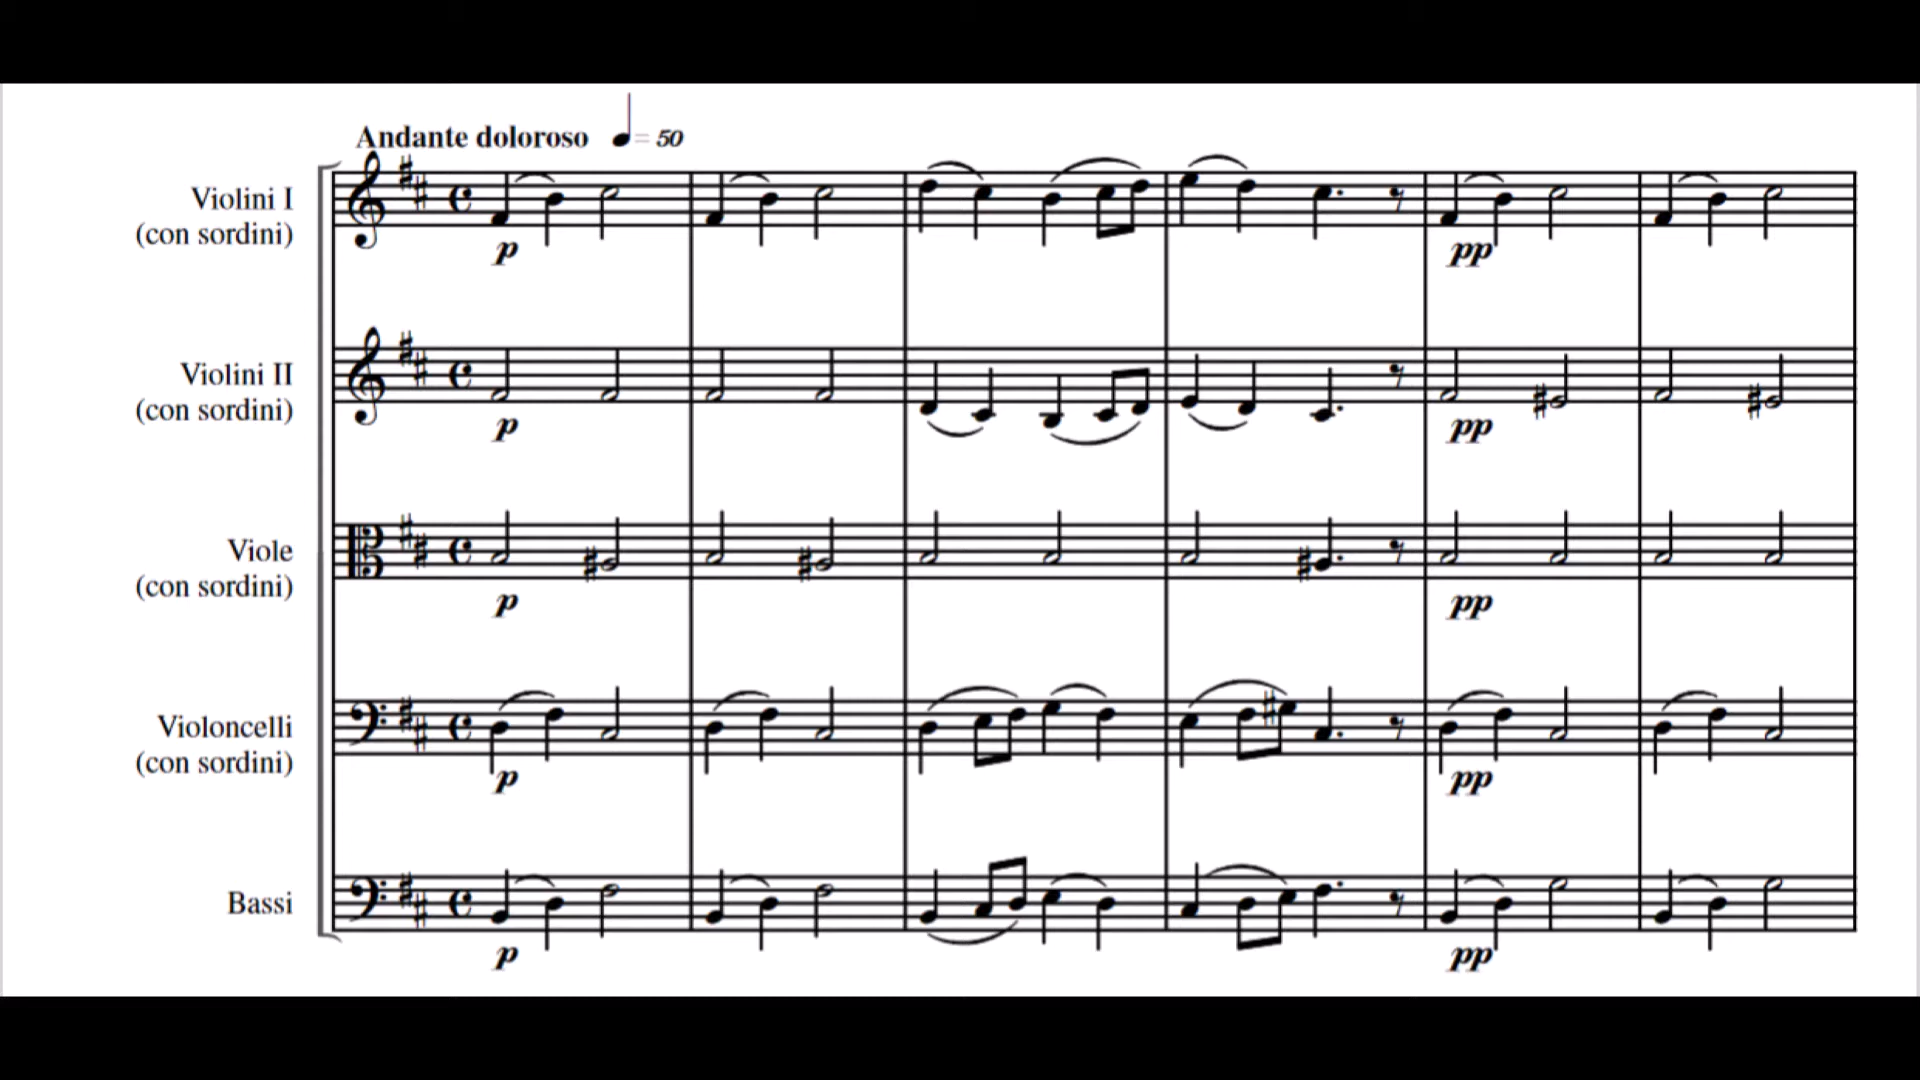 Andante doloroso = 50
Violini I
(con sordini)
p
pp
Violini II
(con sordini)
p
pp
Viole
(con sordini)
p
pp
Violoncelli
(con sordini)
p
pp
Bassi
p
pp